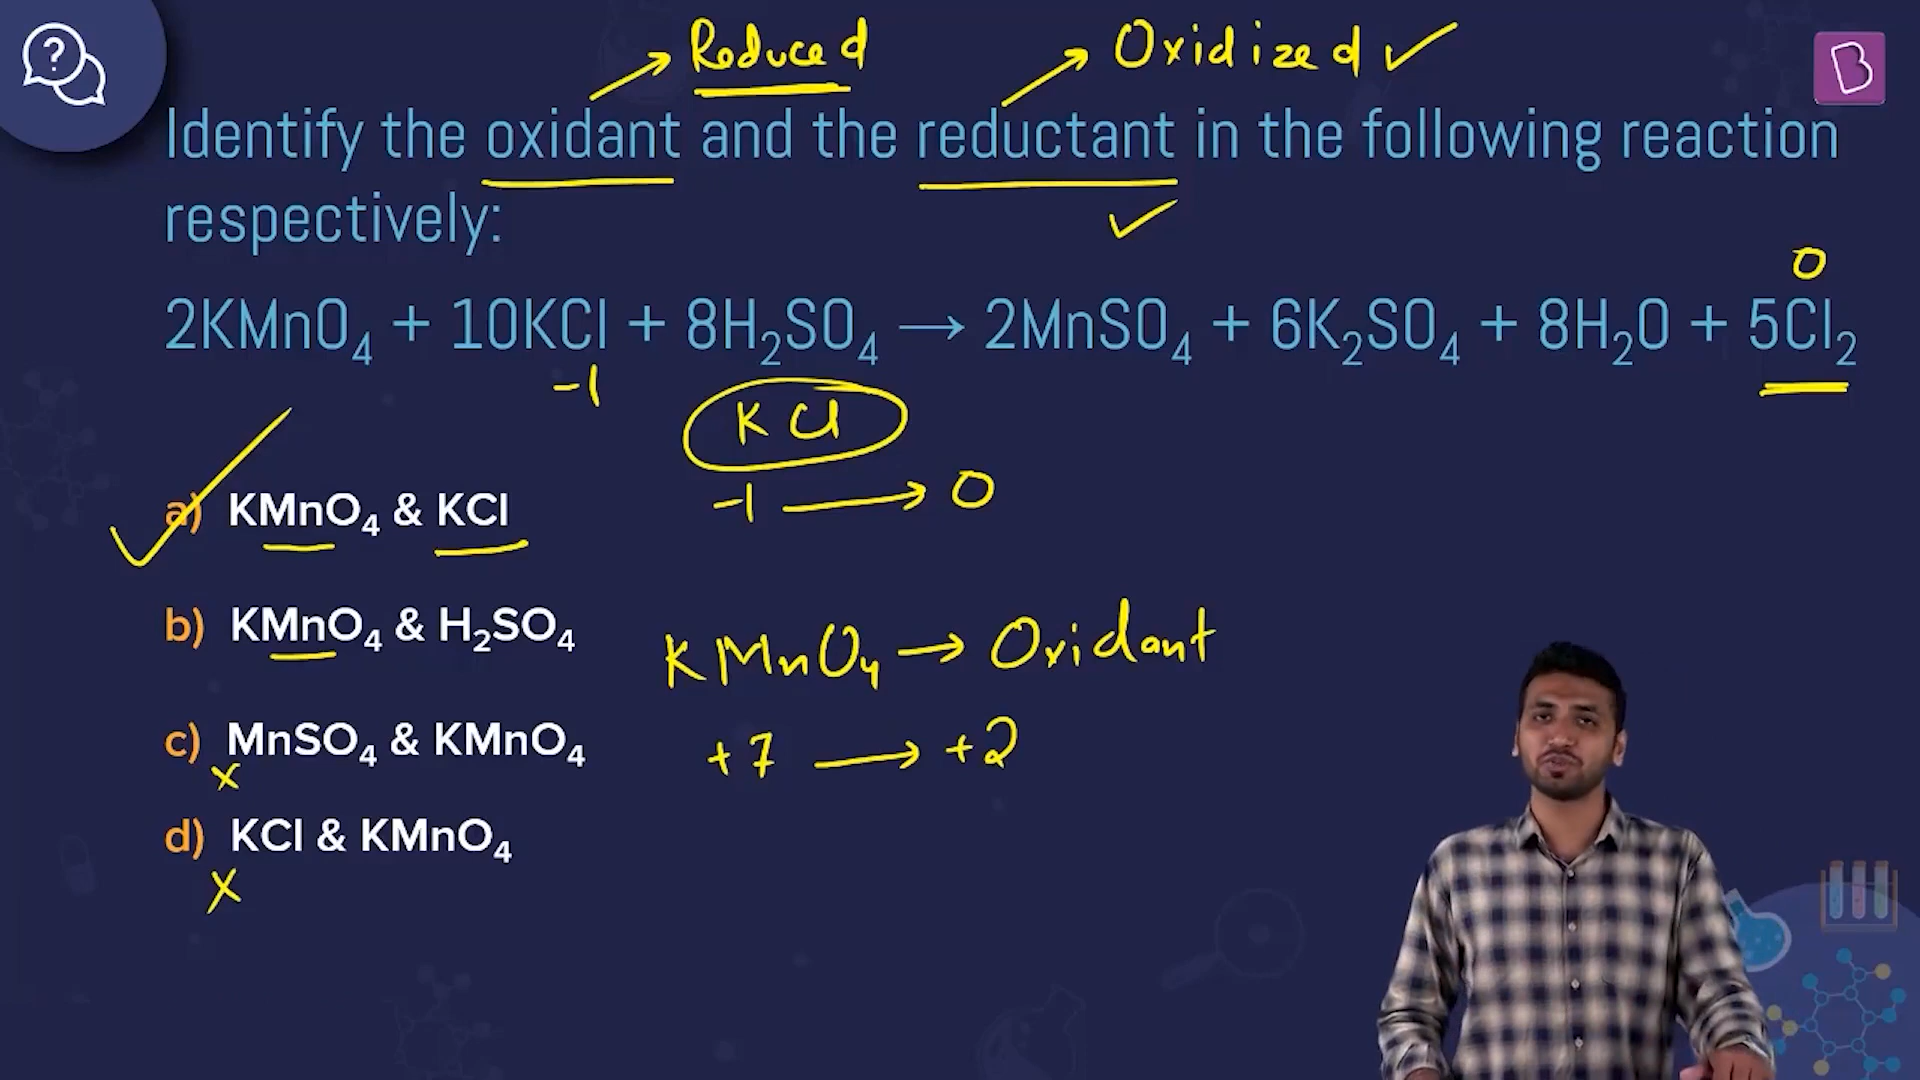 ?
→ Reduced → Oxidized ✓
B
Identify the oxidant and the reductant in the following reaction
respectively:
✓
0
2KMnO₄ + 10KCl + 8H₂SO₄ → 2MnSO₄ + 6K₂SO₄ + 8H₂O + 5Cl₂
-1
KCl
-1 → 0
✓ a) KMnO₄ & KCl
b) KMnO₄ & H₂SO₄
KMnO₄ → Oxidant
c) MnSO₄ & KMnO₄
x
+7 → +2
d) KCl & KMnO₄
x